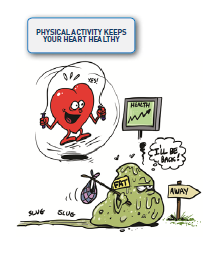 PHYSICAL ACTIVITY KEEPS
YOUR HEART HEALTHY
YES!
HEALTH
I'LL BE
BACK!
FAT
AWAY
SLUG SLUG